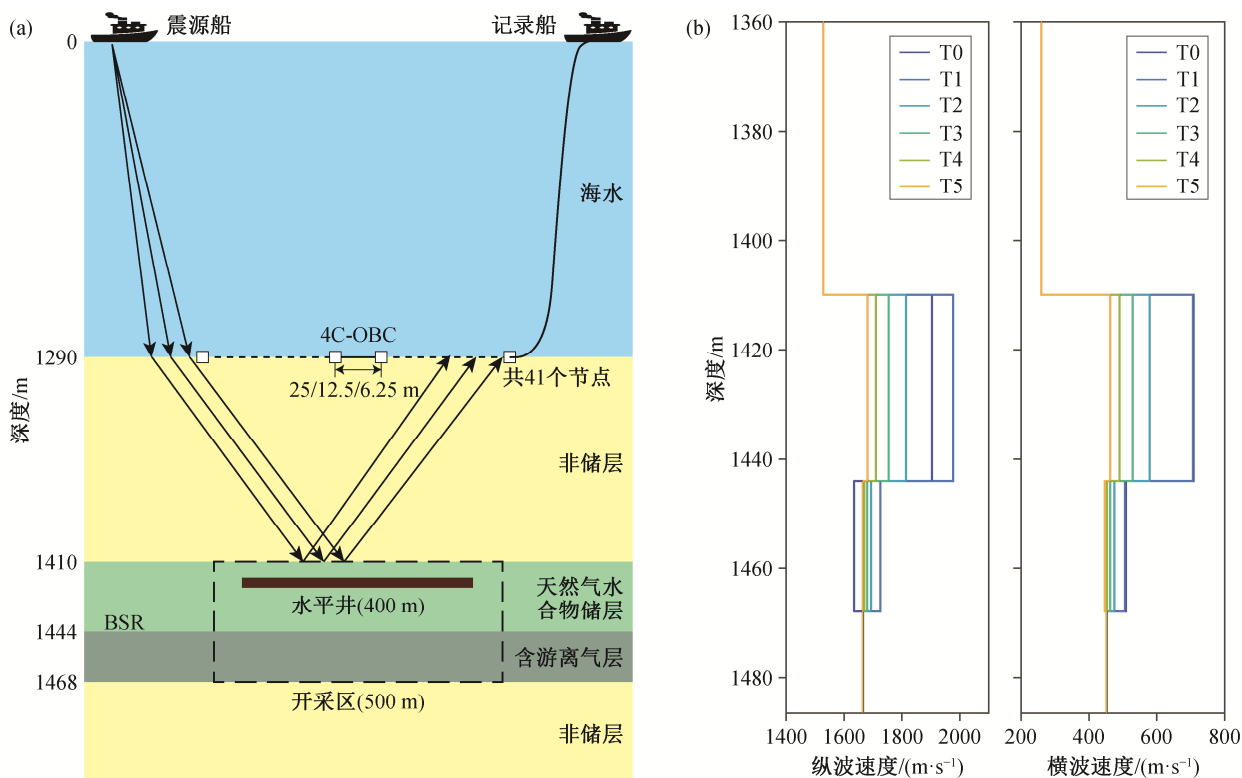 (a)
震源船
记录船
0
海水
4C-OBC
1290
25/12.5/6.25 m
共41个节点
深度/m
非储层
1410
天然气水
合物储层
水平井(400 m)
BSR
1444
含游离气层
1468
开采区(500 m)
非储层
(b)
1360
1380
1400
1420
1440
1460
1480
深度/m
T0
T1
T2
T3
T4
T5
1400
1600
1800
2000
纵波速度/(m·s⁻¹)
T0
T1
T2
T3
T4
T5
200
400
600
800
横波速度/(m·s⁻¹)